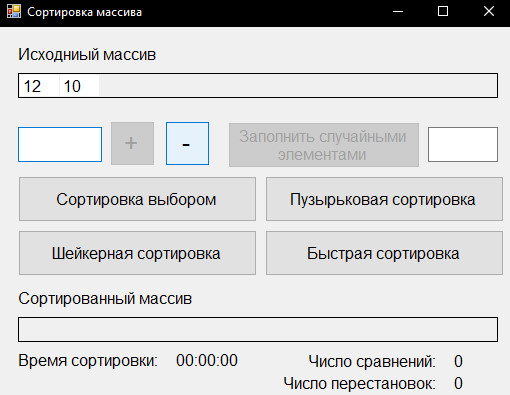 Сортировка массива
Исходниый массив
12 10
+ - Заполнить случайными
элементами
Сортировка выбором Пузырьковая сортировка
Шейкерная сортировка Быстрая сортировка
Сортированный массив
Время сортировки: 00:00:00 Число сравнений: 0
Число перестановок: 0